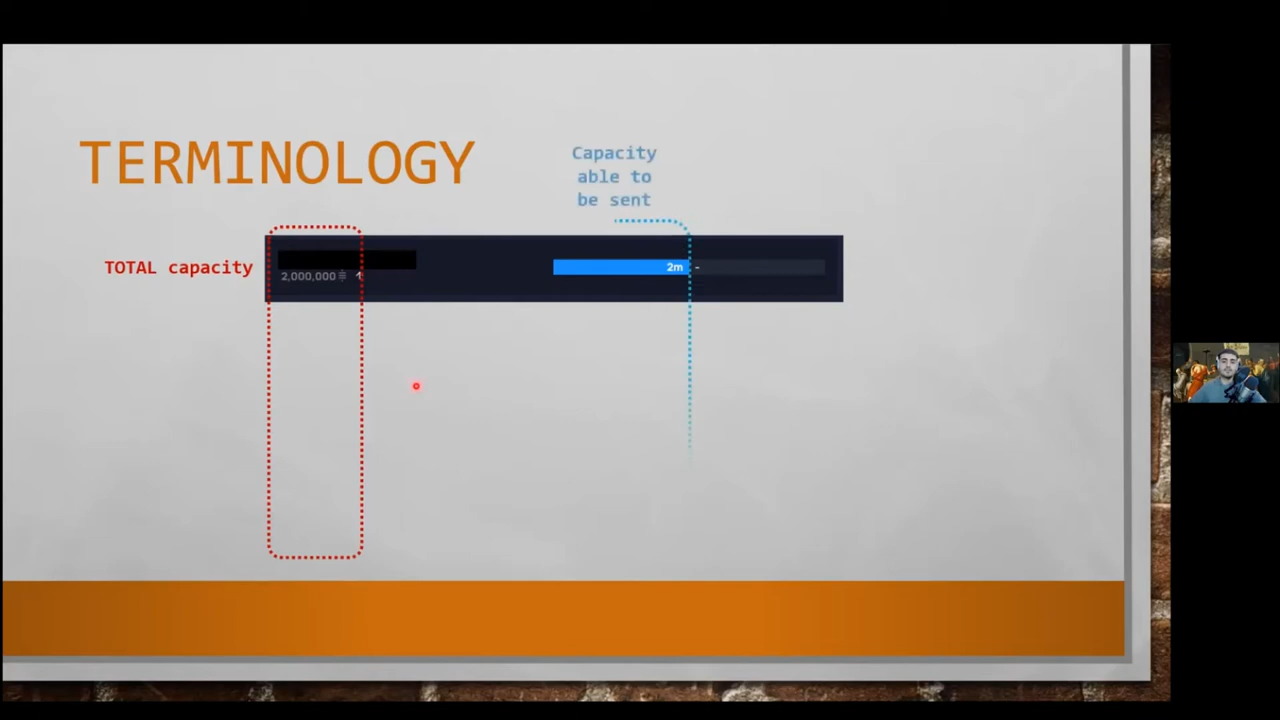 TERMINOLOGY
Capacity
able to
be sent
TOTAL capacity
2,000,000
2m -